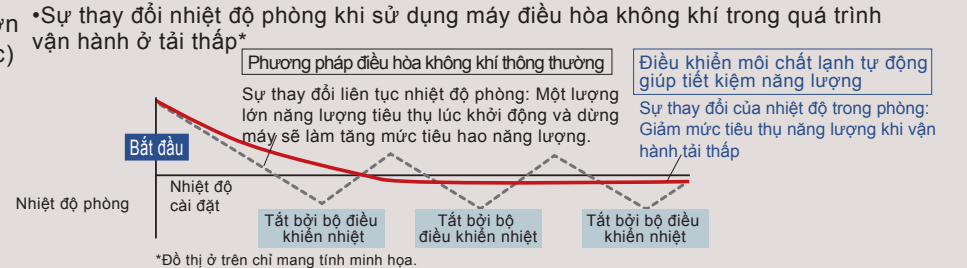 ơn
c)
•Sự thay đổi nhiệt độ phòng khi sử dụng máy điều hòa không khí trong quá trình
vận hành ở tải thấp*
Phương pháp điều hòa không khí thông thường
Sự thay đổi liên tục nhiệt độ phòng: Một lượng
lớn năng lượng tiêu thụ lúc khởi động và dừng
máy sẽ làm tăng mức tiêu hao năng lượng.
Điều khiển môi chất lạnh tự động
giúp tiết kiệm năng lượng
Sự thay đổi của nhiệt độ trong phòng:
Giảm mức tiêu thụ năng lượng khi vận
hành tải thấp
Bắt đầu
Nhiệt độ phòng
Nhiệt độ
cài đặt
Tắt bởi bộ điều
khiển nhiệt
Tắt bởi bộ
điều khiển nhiệt
Tắt bởi bộ điều
khiển nhiệt
*Đồ thị ở trên chỉ mang tính minh họa.